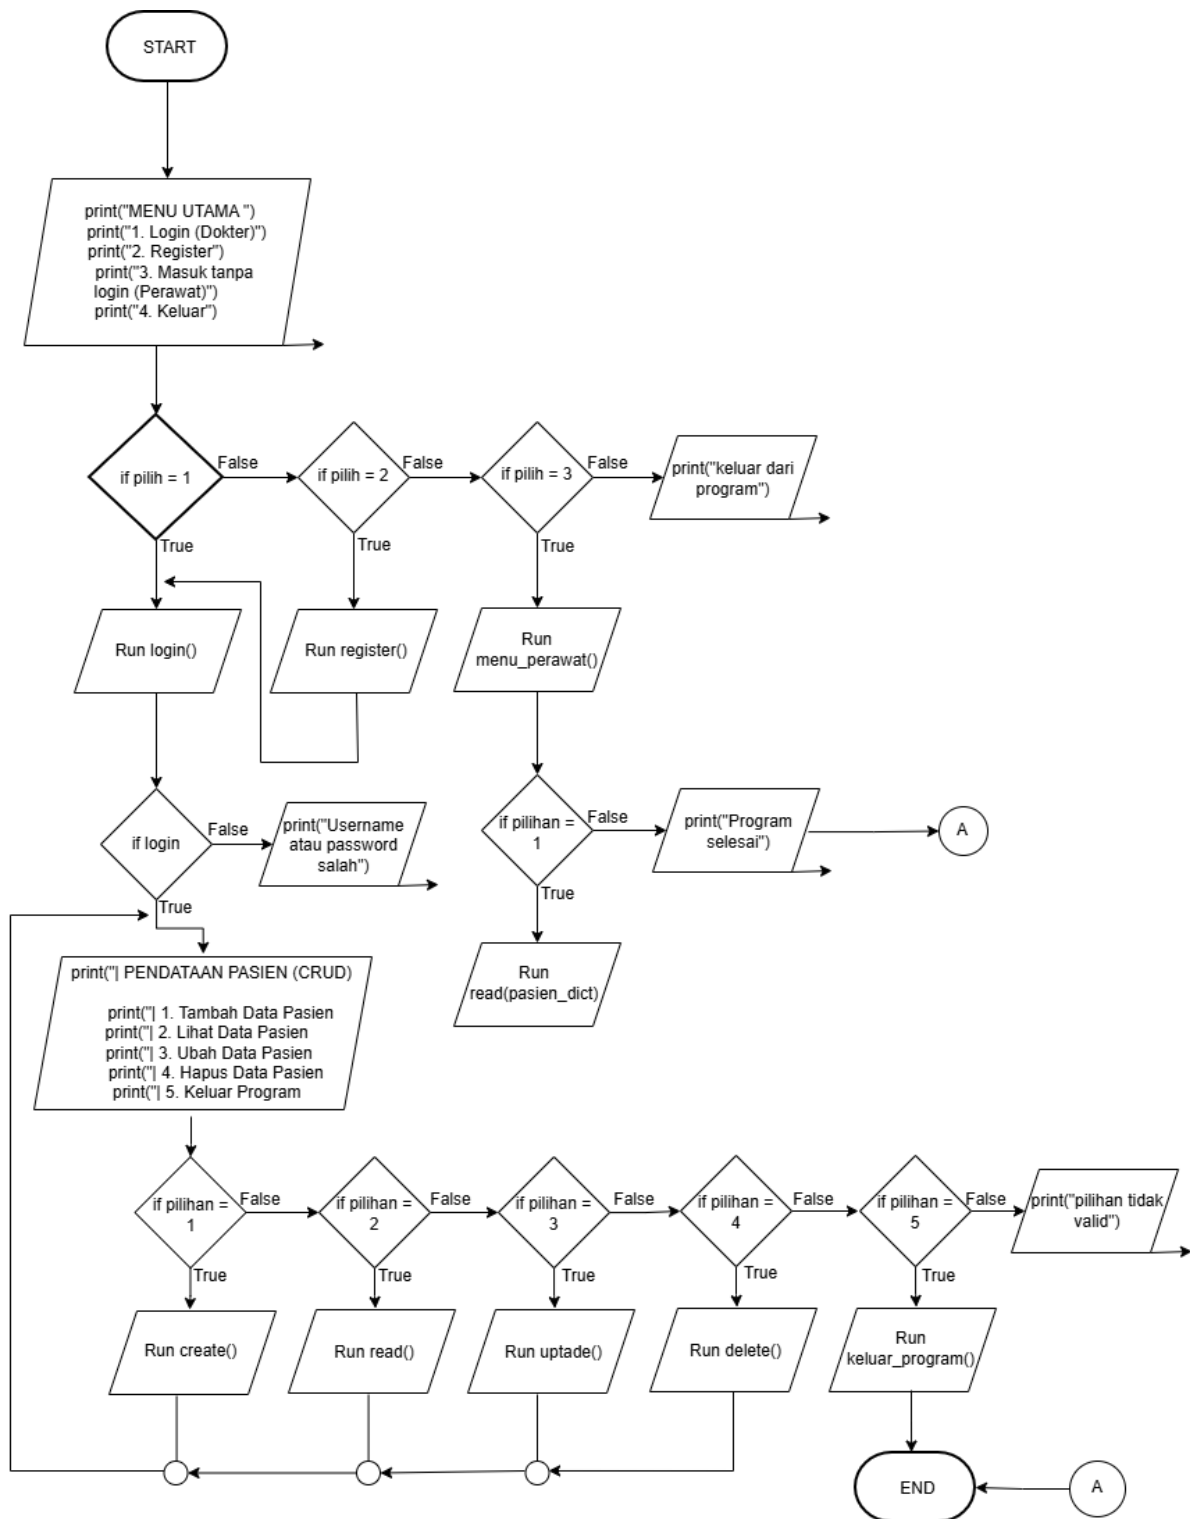 START
print("MENU UTAMA ")
print("1. Login (Dokter)")
print("2. Register")
print("3. Masuk tanpa
login (Perawat)")
print("4. Keluar")
if pilih = 1
False
if pilih = 2
False
if pilih = 3
False
print("keluar dari
program")
True
True
True
Run login()
Run register()
Run
menu_perawat()
if login
False
print("Username
atau password
salah")
if pilihan =
1
False
print("Program
selesai")
A
True
True
Run
read(pasien_dict)
print("| PENDATAAN PASIEN (CRUD)
print("| 1. Tambah Data Pasien
print("| 2. Lihat Data Pasien
print("| 3. Ubah Data Pasien
print("| 4. Hapus Data Pasien
print("| 5. Keluar Program
if pilihan =
1
False
if pilihan =
2
False
if pilihan =
3
False
if pilihan =
4
False
if pilihan =
5
False
print("pilihan tidak
valid")
True
True
True
True
True
Run create()
Run read()
Run uptade()
Run delete()
Run
keluar_program()
END
A